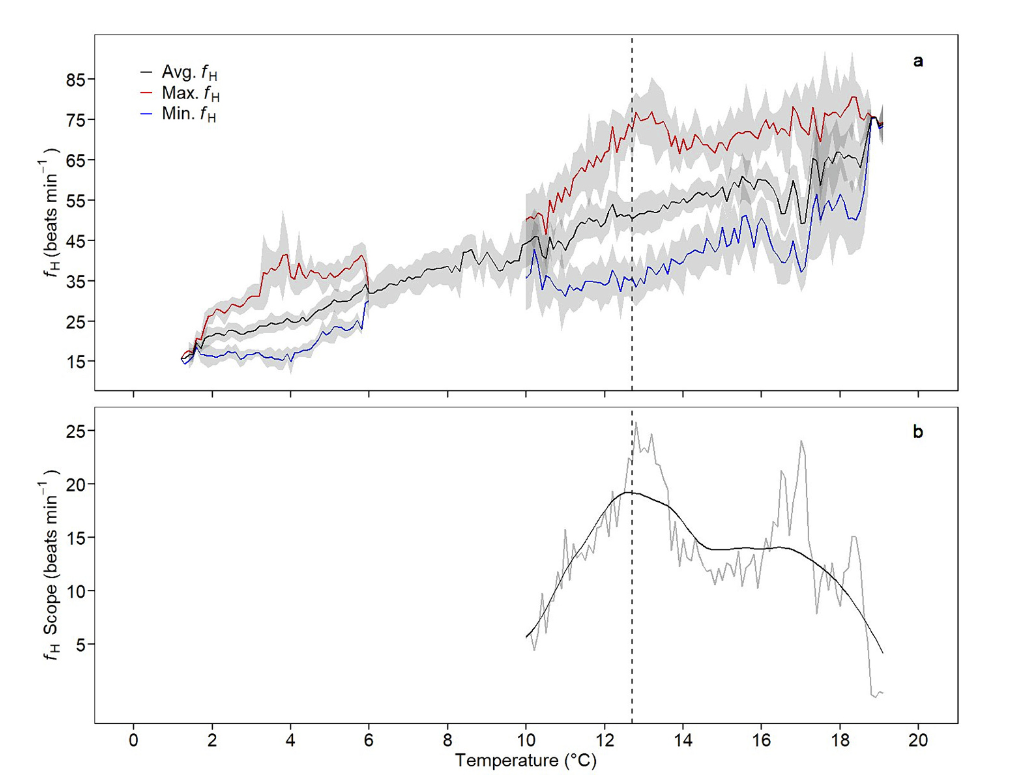 a
Avg. fH
Max. fH
Min. fH
85
75
65
55
45
35
25
15
fH (beats min−1 )
b
25
20
15
10
5
fH Scope (beats min−1 )
0 2 4 6 8 10 12 14 16 18 20
Temperature (°C)